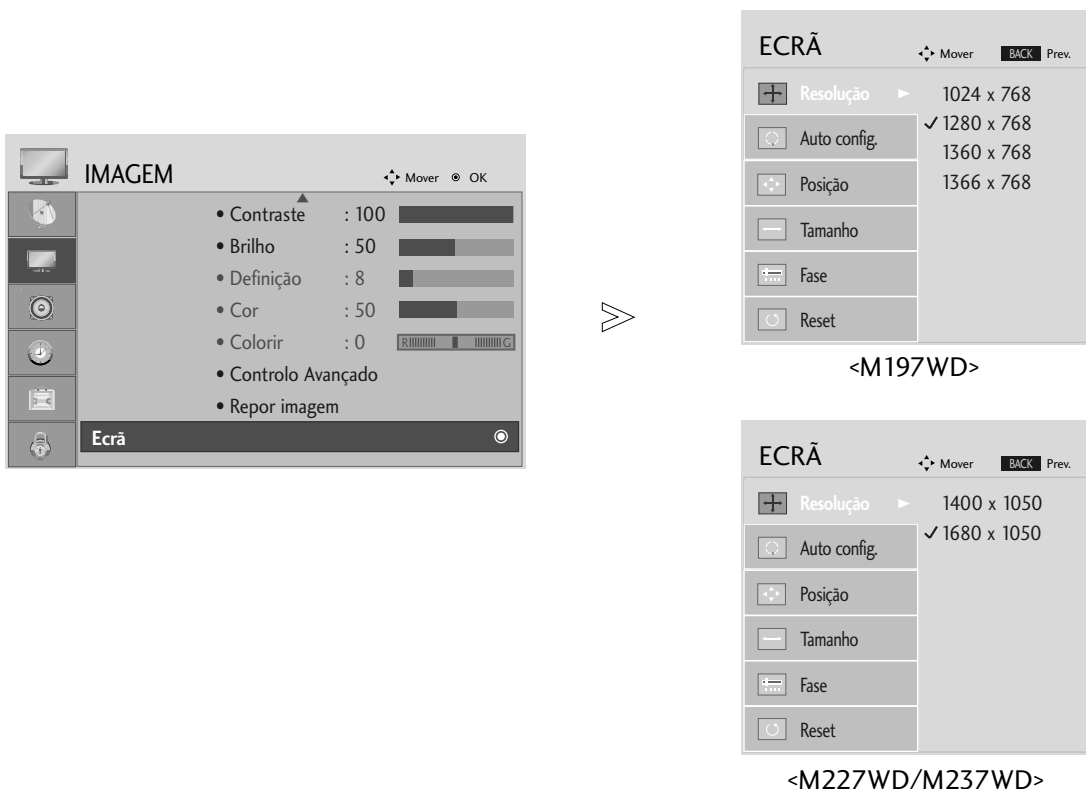 IMAGEM
Mover OK
• Contraste : 100
• Brilho : 50
• Definição : 8
• Cor : 50
• Colorir : 0 R G
• Controlo Avançado
• Repor imagem
Ecrã
ECRÃ
Mover BACK Prev.
Resolução
Auto config.
Posição
Tamanho
Fase
Reset
1024 x 768
✓ 1280 x 768
1360 x 768
1366 x 768
<M197WD>
ECRÃ
Mover BACK Prev.
Resolução
Auto config.
Posição
Tamanho
Fase
Reset
1400 x 1050
✓ 1680 x 1050
<M227WD/M237WD>